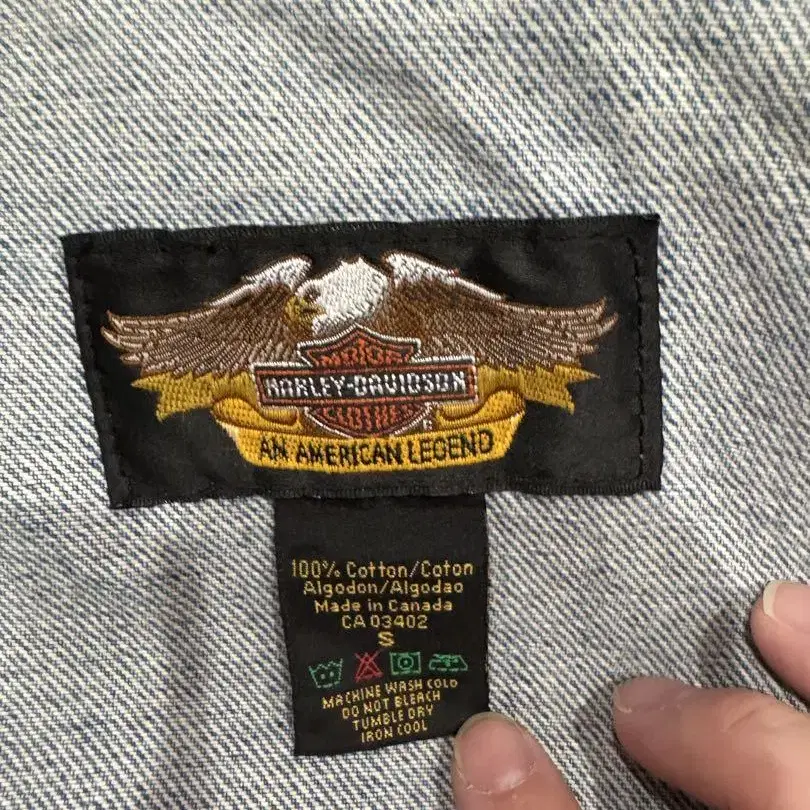 MOTOR
HARLEY-DAVIDSON
CLOTHES
AN AMERICAN LEGEND
100% Cotton/Coton
Algodon/Algodao
Made in Canada
CA 03402
S
MACHINE WASH COLD
DO NOT BLEACH
TUMBLE DRY
IRON COOL